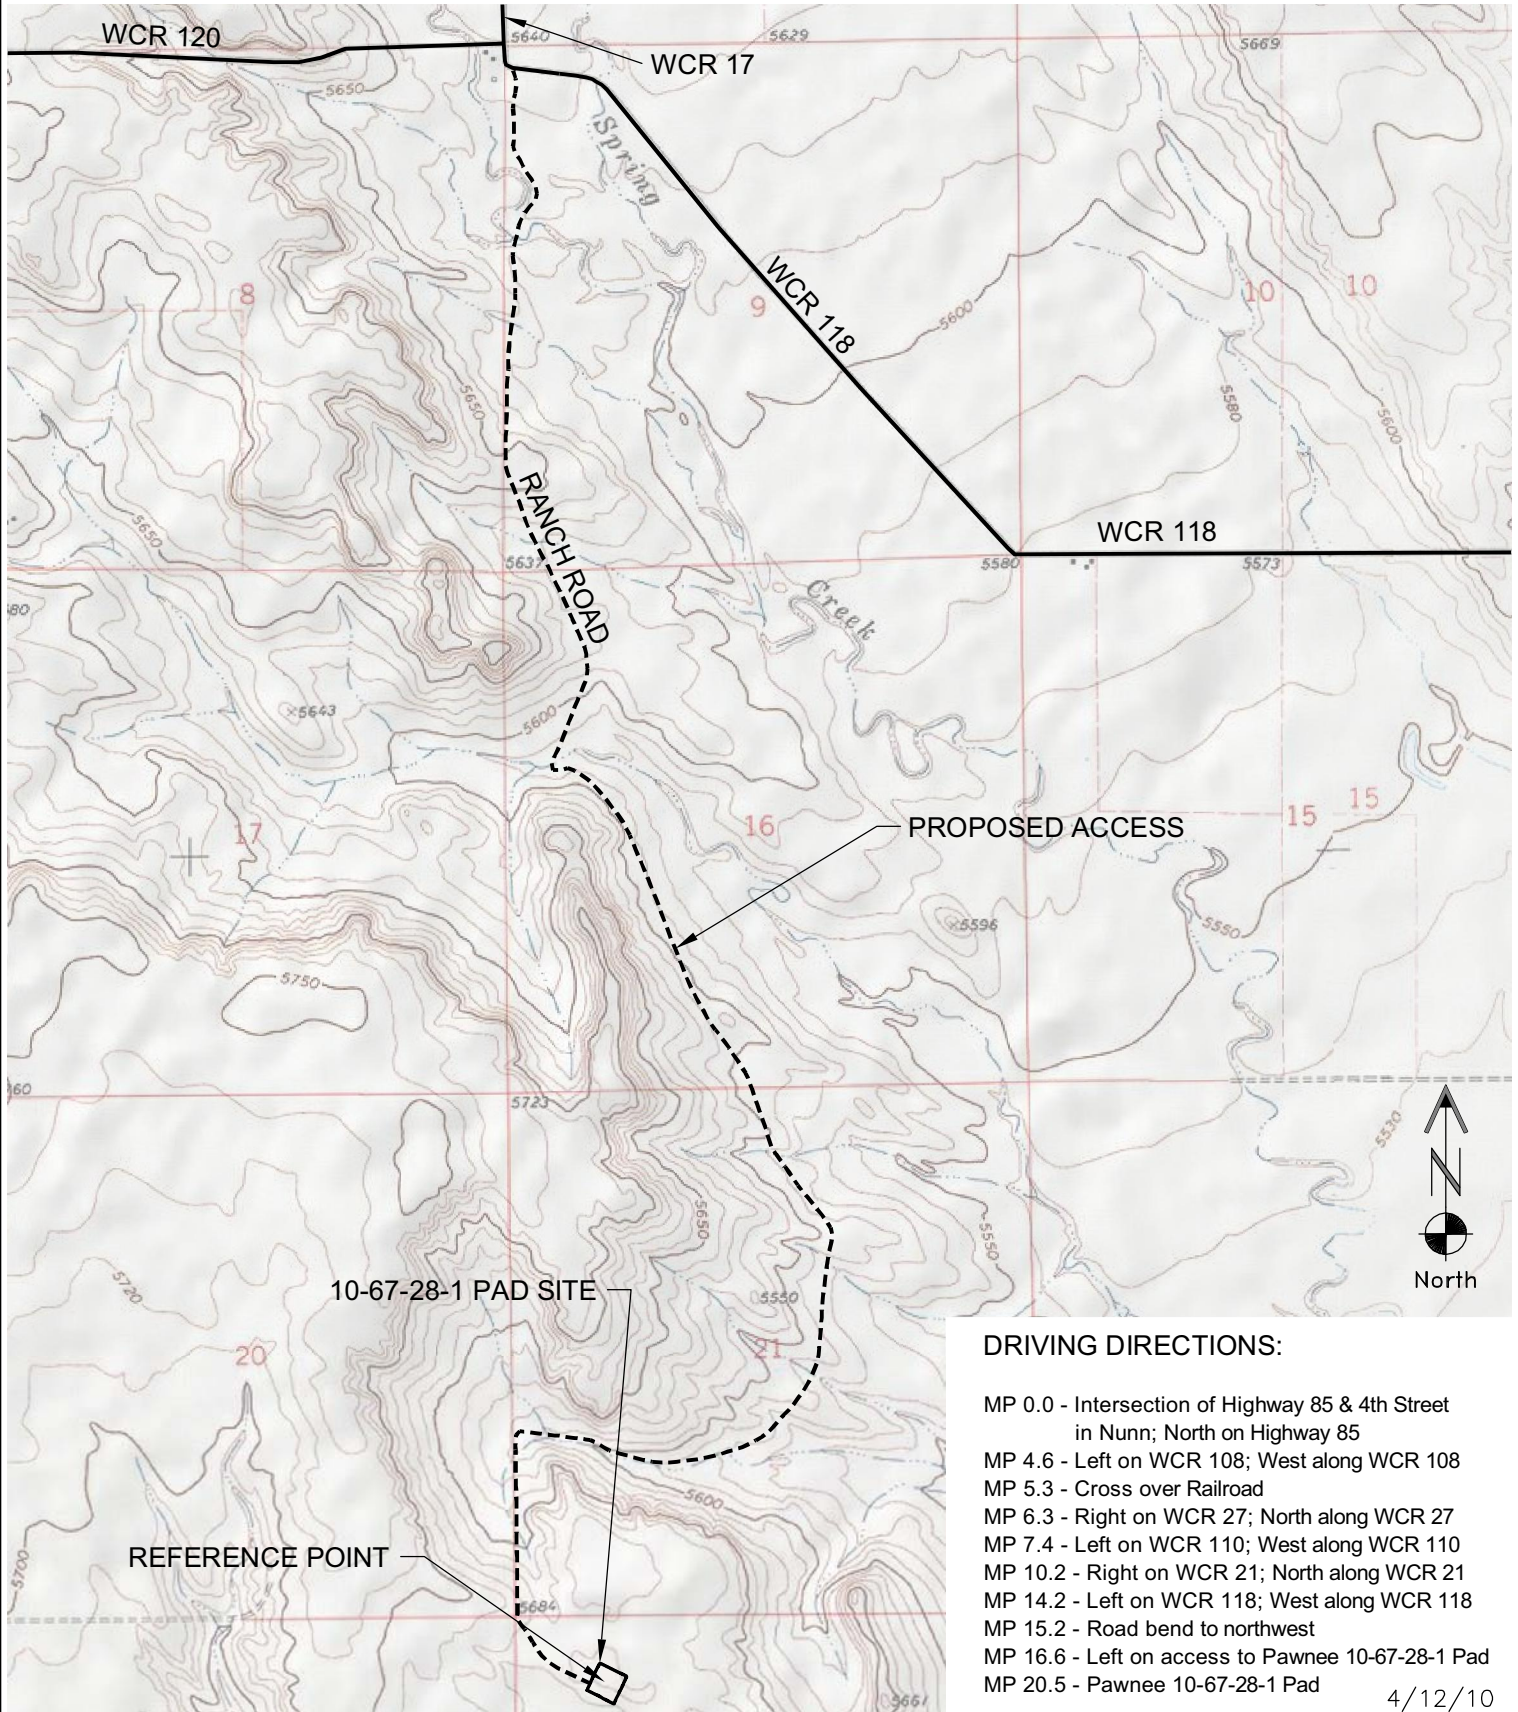 WCR 120
5640
5629
5669
WCR 17
5650
Spring
8
WCR 118
9
5600
10
10
5650
5580
5600
RANCH ROAD
5650
WCR 118
5637
5580
5573
Creek
5643
5600
17
16
PROPOSED ACCESS
15
15
5596
5550
5750
5723
5530
5650
5550
North
5720
10-67-28-1 PAD SITE
5550
20
21
DRIVING DIRECTIONS:
MP 0.0 - Intersection of Highway 85 & 4th Street
in Nunn; North on Highway 85
MP 4.6 - Left on WCR 108; West along WCR 108
MP 5.3 - Cross over Railroad
MP 6.3 - Right on WCR 27; North along WCR 27
MP 7.4 - Left on WCR 110; West along WCR 110
MP 10.2 - Right on WCR 21; North along WCR 21
MP 14.2 - Left on WCR 118; West along WCR 118
MP 15.2 - Road bend to northwest
MP 16.6 - Left on access to Pawnee 10-67-28-1 Pad
MP 20.5 - Pawnee 10-67-28-1 Pad
4/12/10
5600
REFERENCE POINT
5700
5684
5661